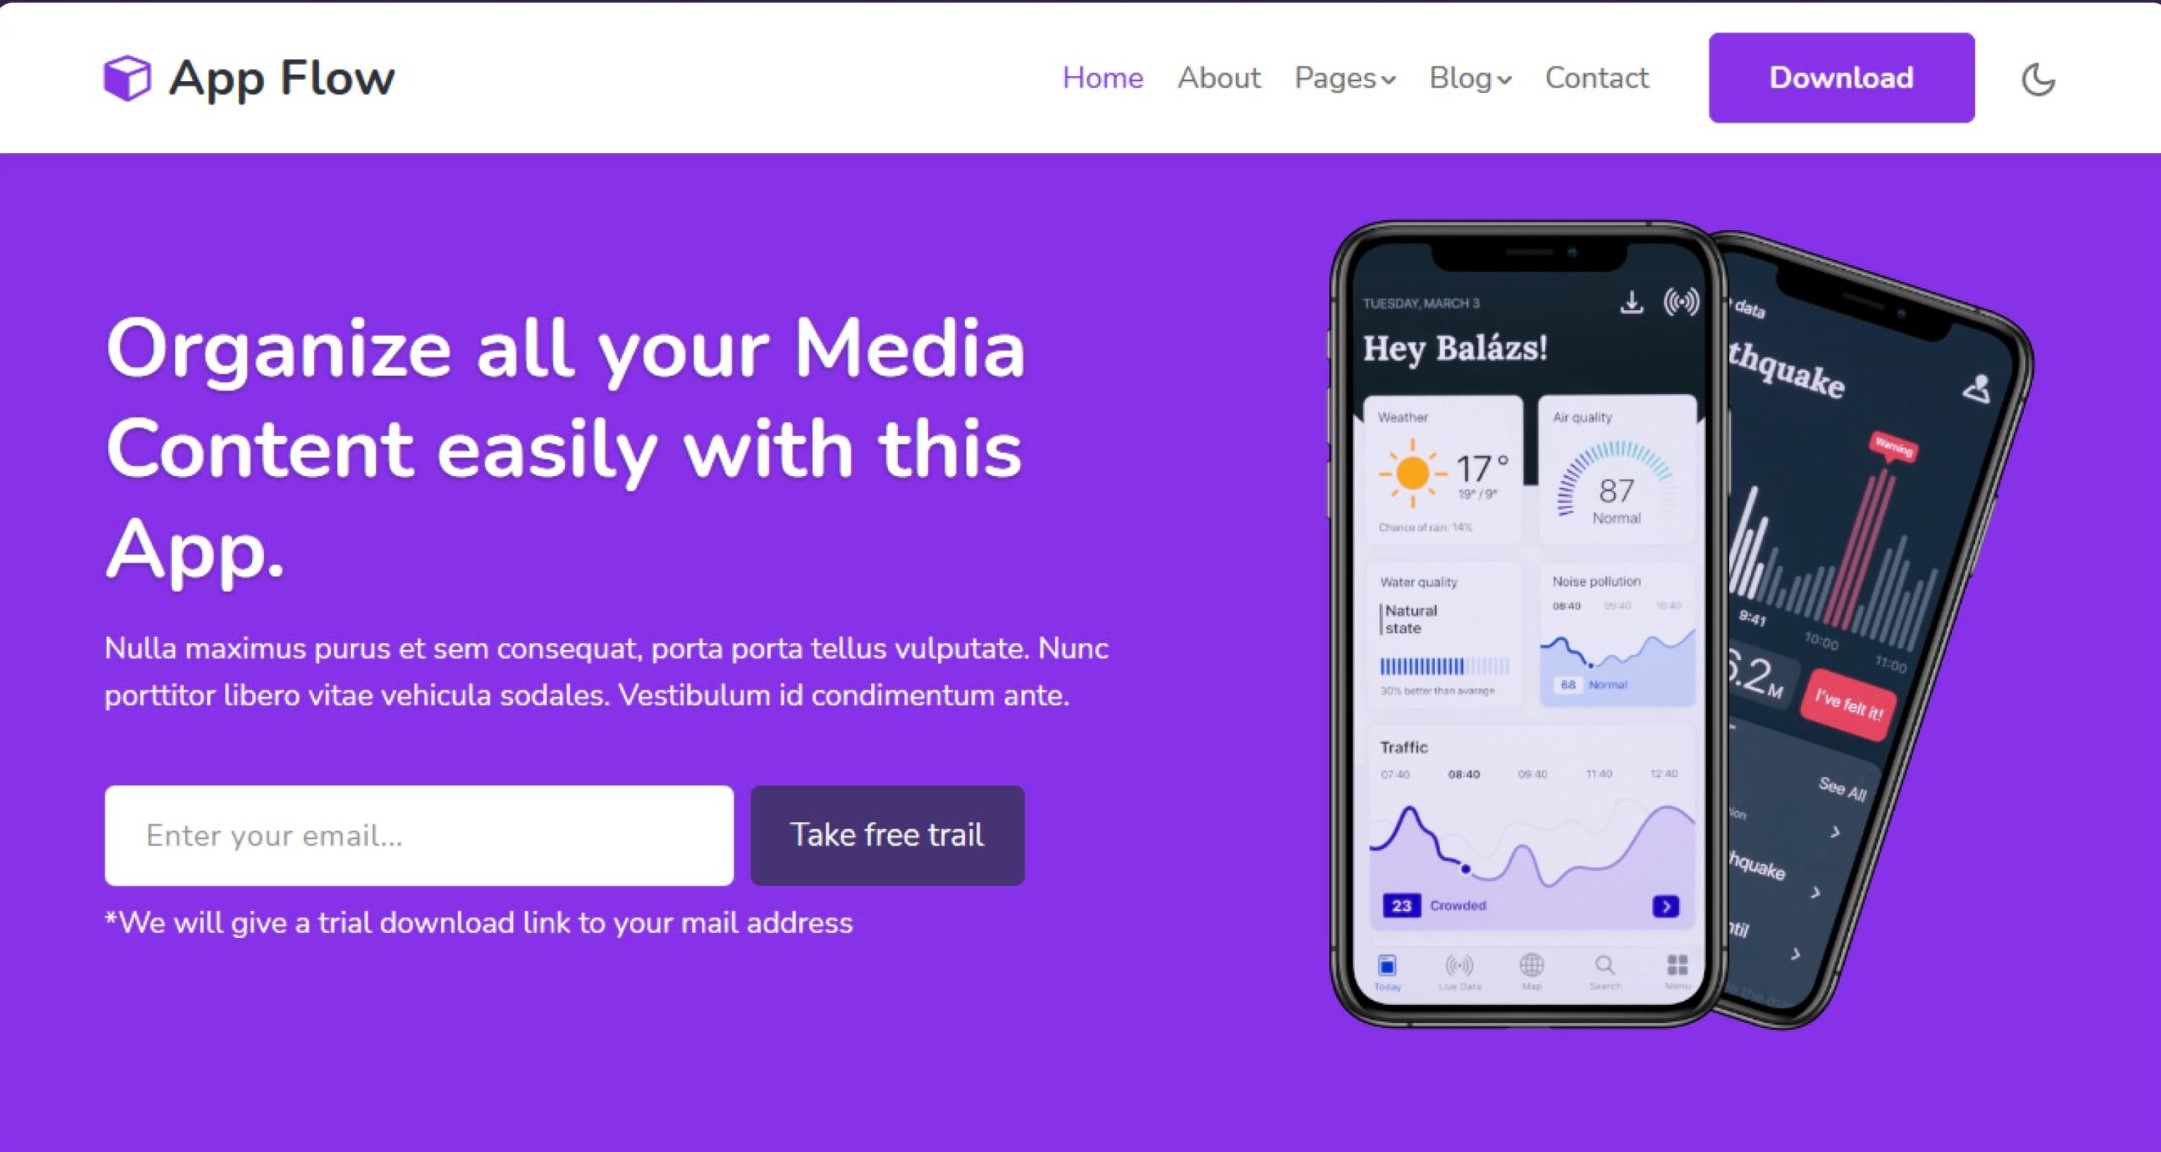 App Flow
Home About Pages Blog Contact Download
Organize all your Media
Content easily with this
App.
Nulla maximus purus et sem consequat, porta porta tellus vulputate. Nunc
porttitor libero vitae vehicula sodales. Vestibulum id condimentum ante.
Enter your email...
Take free trail
*We will give a trial download link to your mail address
TUESDAY, MARCH 3
Hey Balázs!
Weather
17°
19° / 9°
Chance of rain: 14%
Air quality
87
Normal
Water quality
Natural
state
30% better than avarage
Noise pollution
08:40 09:40 10:40
68 Normal
Traffic
07:40 08:40 09:40 11:40 12:40
23 Crowded
Today Live Data Map Search Menu
data
thquake
Warning
9:41 10:00 11:00
6.2 M
I've felt it!
See All
ion
hquake
ntil
the ma